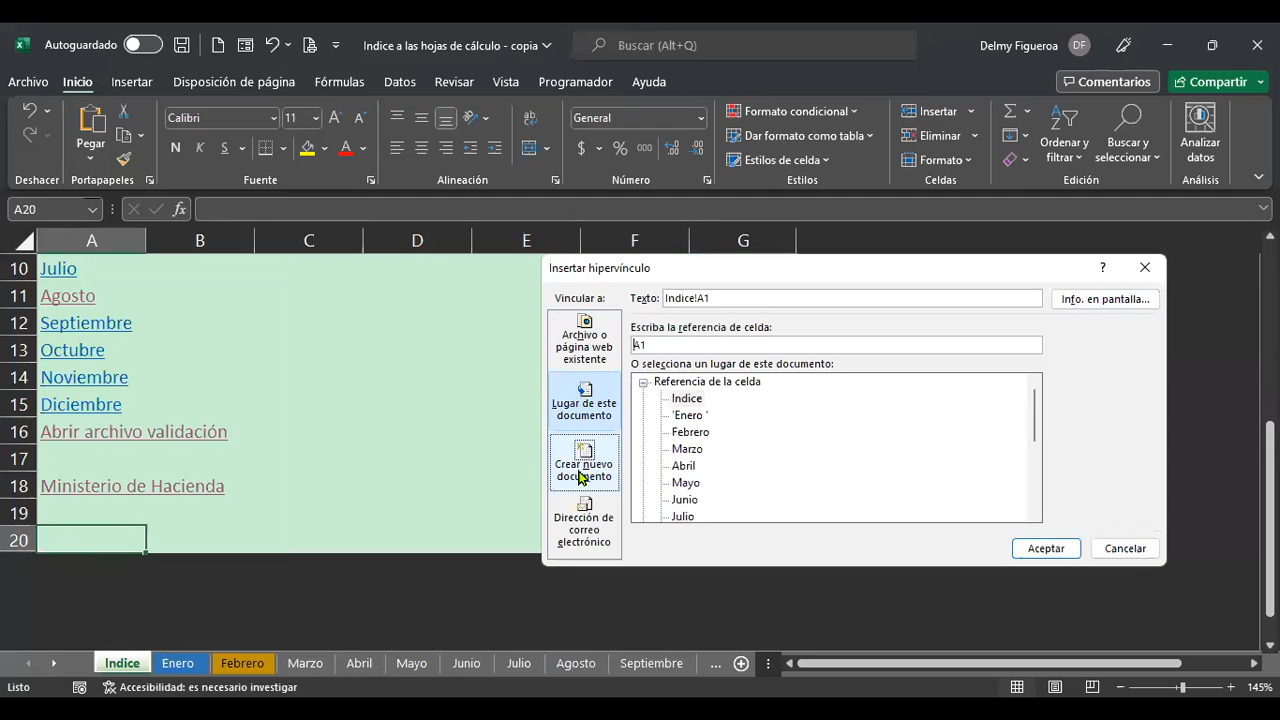 Autoguardado
Indice a las hojas de cálculo - copia
Buscar (Alt+Q)
Delmy Figueroa
DF
Archivo Inicio Insertar Disposición de página Fórmulas Datos Revisar Vista Programador Ayuda
Comentarios
Compartir
Pegar
Calibri
11
N K S
General
$ % 000
Formato condicional
Dar formato como tabla
Estilos de celda
Insertar
Eliminar
Formato
Ordenar y
filtrar
Buscar y
seleccionar
Analizar
datos
Deshacer Portapapeles Fuente Alineación Número Estilos Celdas Edición Análisis
A20
fx
A B C D E F G
10 Julio
11 Agosto
12 Septiembre
13 Octubre
14 Noviembre
15 Diciembre
16 Abrir archivo validación
17
18 Ministerio de Hacienda
19
20
Insertar hipervínculo
?
Vincular a:
Texto: Indice!A1
Info. en pantalla...
Archivo o
página web
existente
Lugar de este
documento
Crear nuevo
documento
Dirección de
correo
electrónico
Escriba la referencia de celda:
A1
O selecciona un lugar de este documento:
Referencia de la celda
Indice
'Enero '
Febrero
Marzo
Abril
Mayo
Junio
Julio
Aceptar
Cancelar
Indice Enero Febrero Marzo Abril Mayo Junio Julio Agosto Septiembre ...
Listo
Accesibilidad: es necesario investigar
145%